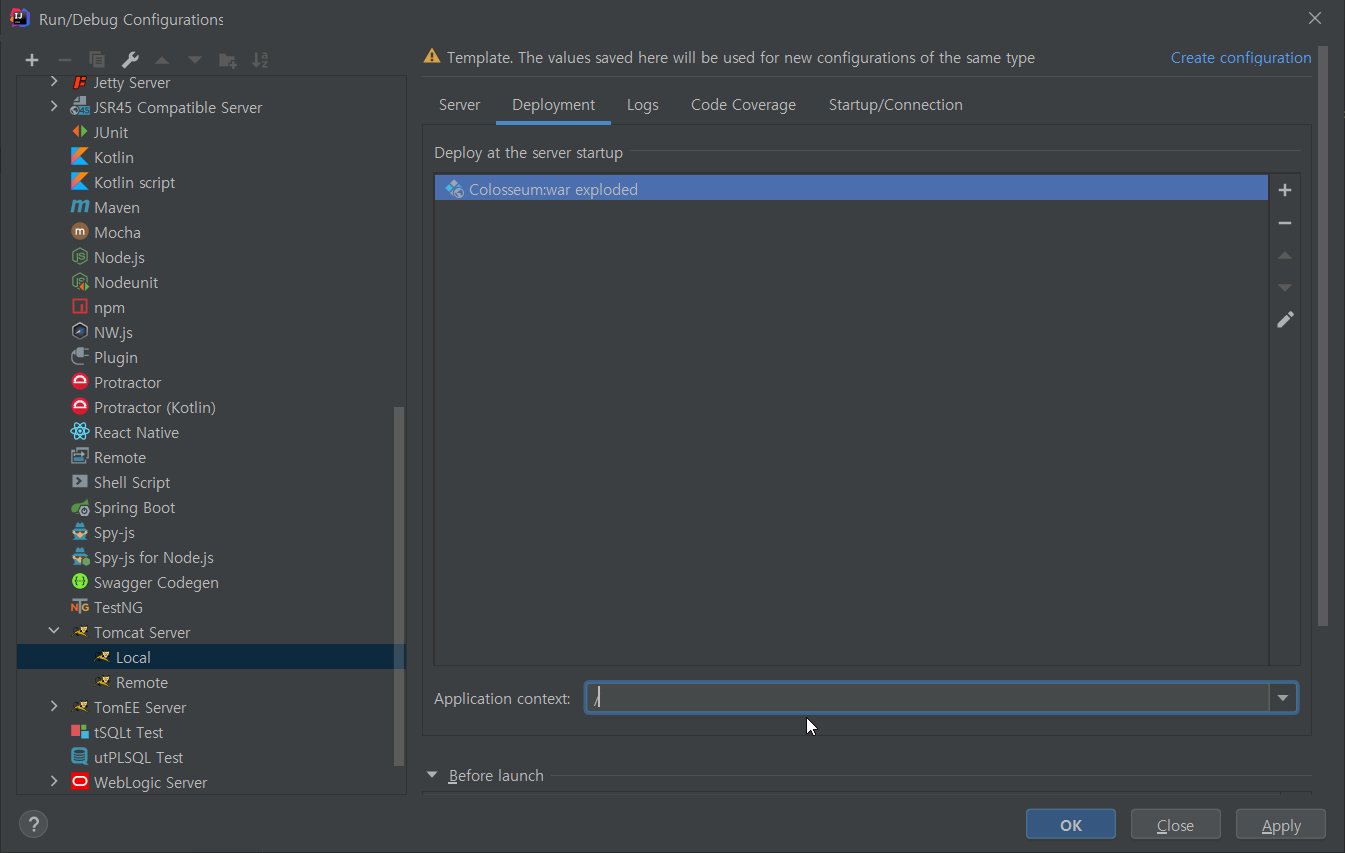 Run/Debug Configurations
Template. The values saved here will be used for new configurations of the same type
Create configuration
Jetty Server
JSR45 Compatible Server
JUnit
Kotlin
Kotlin script
Maven
Mocha
Node.js
Nodeunit
npm
NW.js
Plugin
Protractor
Protractor (Kotlin)
React Native
Remote
Shell Script
Spring Boot
Spy-js
Spy-js for Node.js
Swagger Codegen
TestNG
Tomcat Server
Local
Remote
TomEE Server
tSQLt Test
utPLSQL Test
WebLogic Server
Server Deployment Logs Code Coverage Startup/Connection
Deploy at the server startup
Colosseum:war exploded
Application context: /
Before launch
?
OK Close Apply